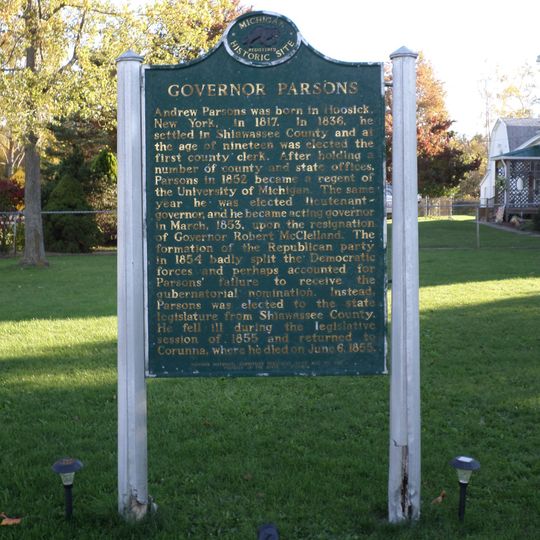 MICHIGAN
REGISTERED
HISTORIC SITE
GOVERNOR PARSONS
Andrew Parsons was born in Hoosick,
New York, in 1817. In 1836, he
settled in Shiawassee County and at
the age of nineteen was elected the
first county clerk. After holding a
number of county and state offices,
Parsons in 1852 became a regent of
the University of Michigan. The same
year he was elected lieutenant-
governor, and he became acting governor
in March, 1853, upon the resignation
of Governor Robert McClelland. The
formation of the Republican party
in 1854 badly split the Democratic
forces and perhaps accounted for
Parsons' failure to receive the
gubernatorial nomination. Instead,
Parsons was elected to the state
legislature from Shiawassee County.
He fell ill during the legislative
session of 1855 and returned to
Corunna, where he died on June 6, 1855.